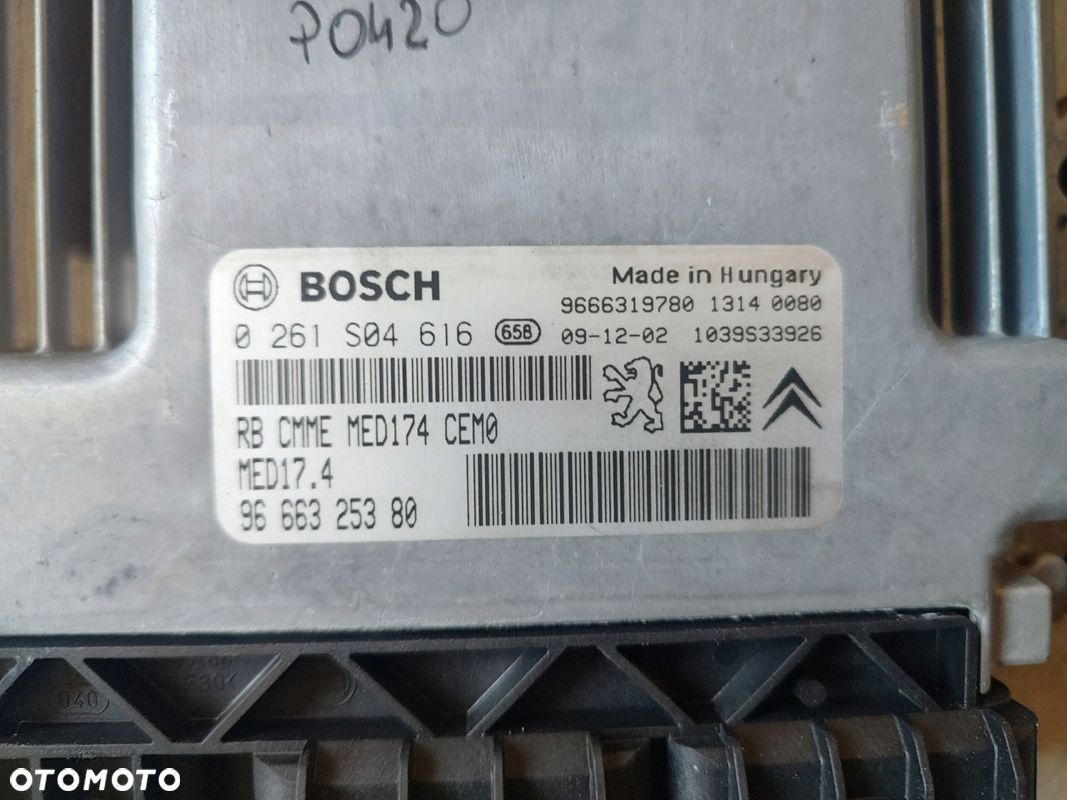 P0420
BOSCH
Made in Hungary
9666319780 1314 0080
0 261 S04 616 658 09-12-02 1039S33926
RB CMME MED174 CEM0
MED17.4
96 663 253 80
040
OTOMOTO